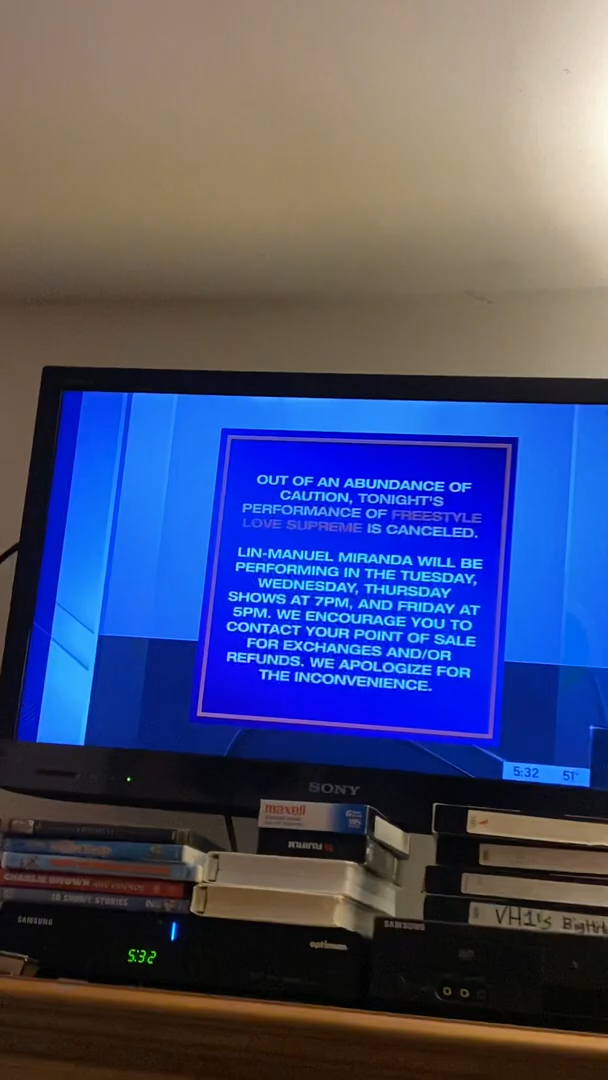 OUT OF AN ABUNDANCE OF
CAUTION, TONIGHT'S
PERFORMANCE OF FREESTYLE
LOVE SUPREME IS CANCELED.
LIN-MANUEL MIRANDA WILL BE
PERFORMING IN THE TUESDAY,
WEDNESDAY, THURSDAY
SHOWS AT 7PM, AND FRIDAY AT
5PM. WE ENCOURAGE YOU TO
CONTACT YOUR POINT OF SALE
FOR EXCHANGES AND/OR
REFUNDS. WE APOLOGIZE FOR
THE INCONVENIENCE.
5:32 51°
SONY
maxell
FUJIFILM
CHARLIE BROWN
10 SHORT STORIES
VH1's
SAMSUNG
5:32
optimum.
SAMSUNG